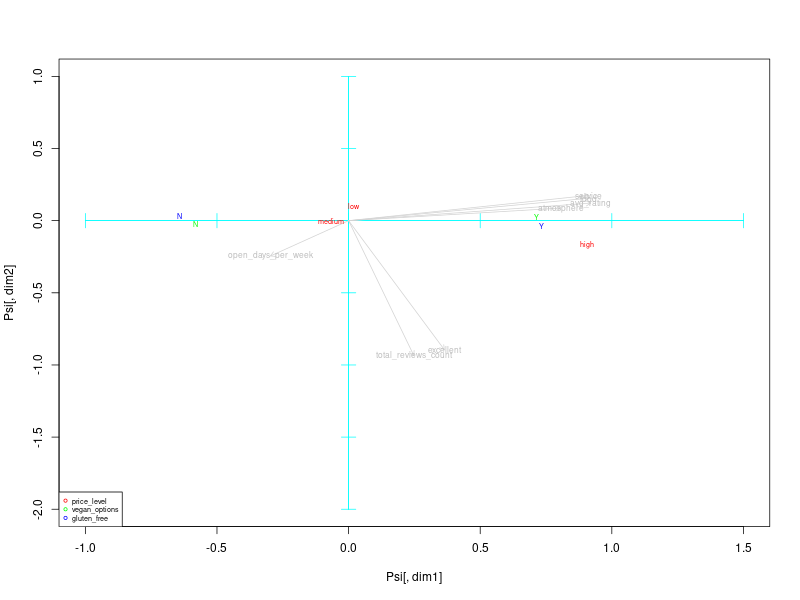 1.0
0.5
0.0
-0.5
-1.0
-1.5
-2.0
Psi[, dim2]
service
avg_rating
atmosphere
low
N
N
medium
Y
Y
high
open_days_per_week
excellent
total_reviews_count
price_level
vegan_options
gluten_free
-1.0 -0.5 0.0 0.5 1.0 1.5
Psi[, dim1]